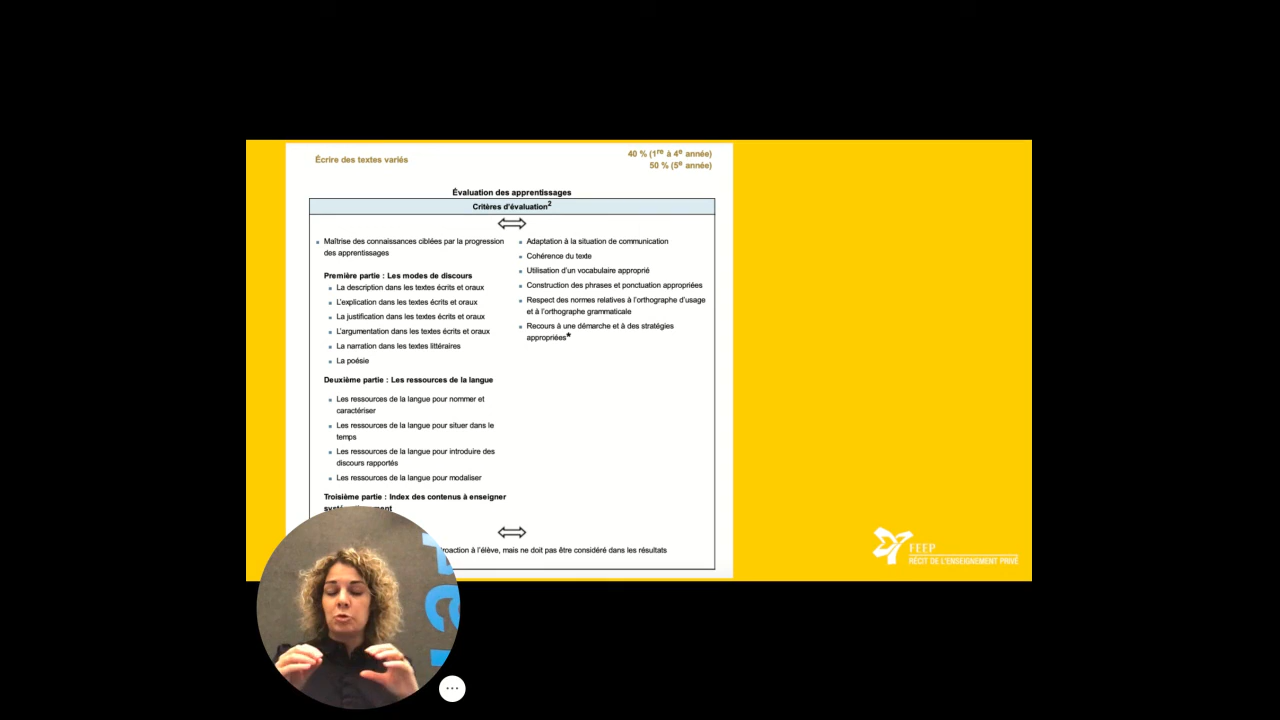 Écrire des textes variés
40 % (1re à 4e année)
50 % (5e année)
Évaluation des apprentissages
Critères d'évaluation2
Maîtrise des connaissances ciblées par la progression
des apprentissages
Première partie : Les modes de discours
La description dans les textes écrits et oraux
L'explication dans les textes écrits et oraux
La justification dans les textes écrits et oraux
L'argumentation dans les textes écrits et oraux
La narration dans les textes littéraires
La poésie
Deuxième partie : Les ressources de la langue
Les ressources de la langue pour nommer et
caractériser
Les ressources de la langue pour situer dans le
temps
Les ressources de la langue pour introduire des
discours rapportés
Les ressources de la langue pour modaliser
Troisième partie : Index des contenus à enseigner
Adaptation à la situation de communication
Cohérence du texte
Utilisation d'un vocabulaire approprié
Construction des phrases et ponctuation appropriées
Respect des normes relatives à l'orthographe d'usage
et à l'orthographe grammaticale
Recours à une démarche et à des stratégies
appropriées*
à l'élève, mais ne doit pas être considéré dans les résultats
FEEP
RÉCIT DE L'ENSEIGNEMENT PRIVÉ